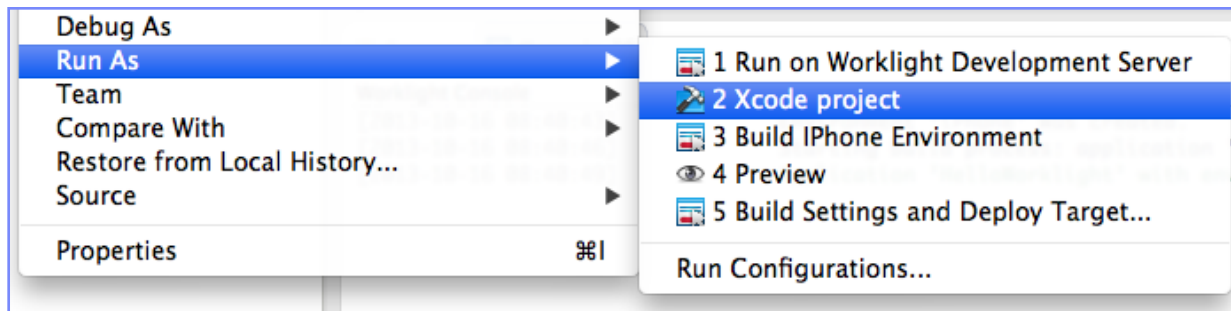 Debug As
Run As
Team
Compare With
Restore from Local History...
Source
Properties ⌘I
1 Run on Worklight Development Server
2 Xcode project
3 Build IPhone Environment
4 Preview
5 Build Settings and Deploy Target...
Run Configurations...
Worklight Console